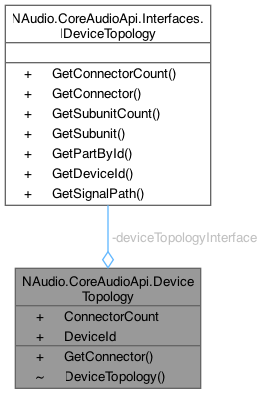 NAudio.CoreAudioApi.Interfaces.
IDeviceTopology
+ GetConnectorCount()
+ GetConnector()
+ GetSubunitCount()
+ GetSubunit()
+ GetPartById()
+ GetDeviceId()
+ GetSignalPath()
-deviceTopologyInterface
NAudio.CoreAudioApi.Device
Topology
+ ConnectorCount
+ DeviceId
+ GetConnector()
~ DeviceTopology()